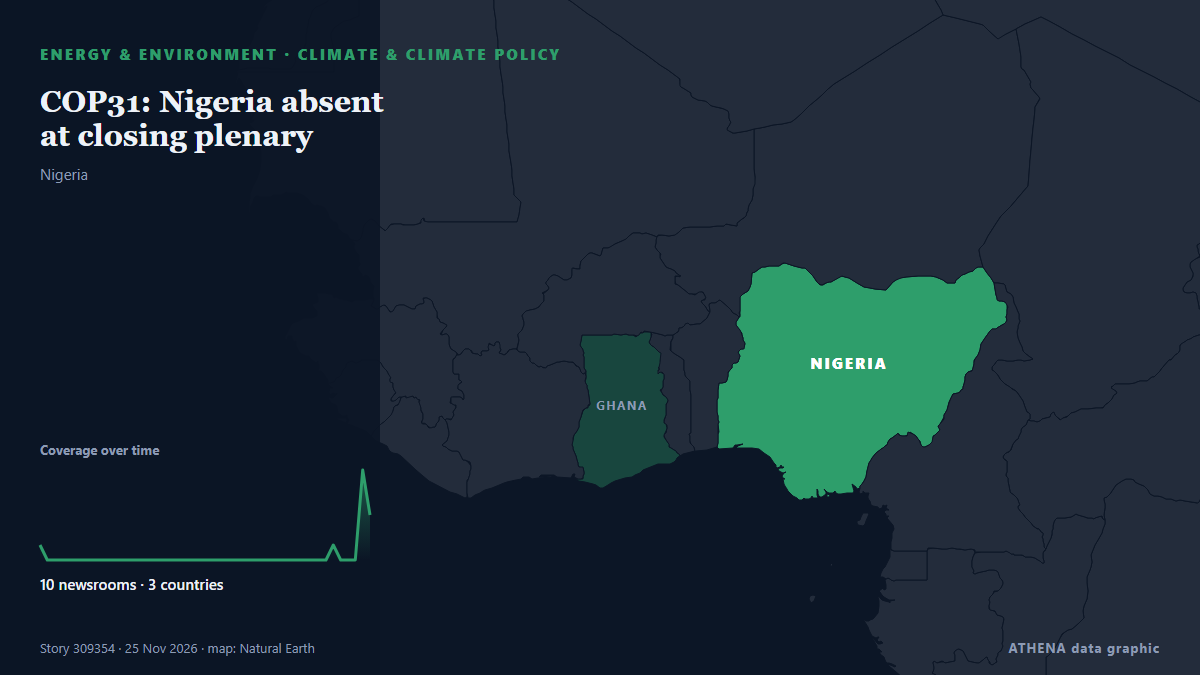 ENERGY & ENVIRONMENT · CLIMATE & CLIMATE POLICY
COP31: Nigeria absent
at closing plenary
Nigeria
NIGERIA
GHANA
Coverage over time
10 newsrooms · 3 countries
Story 309354 · 25 Nov 2026 · map: Natural Earth
ATHENA data graphic